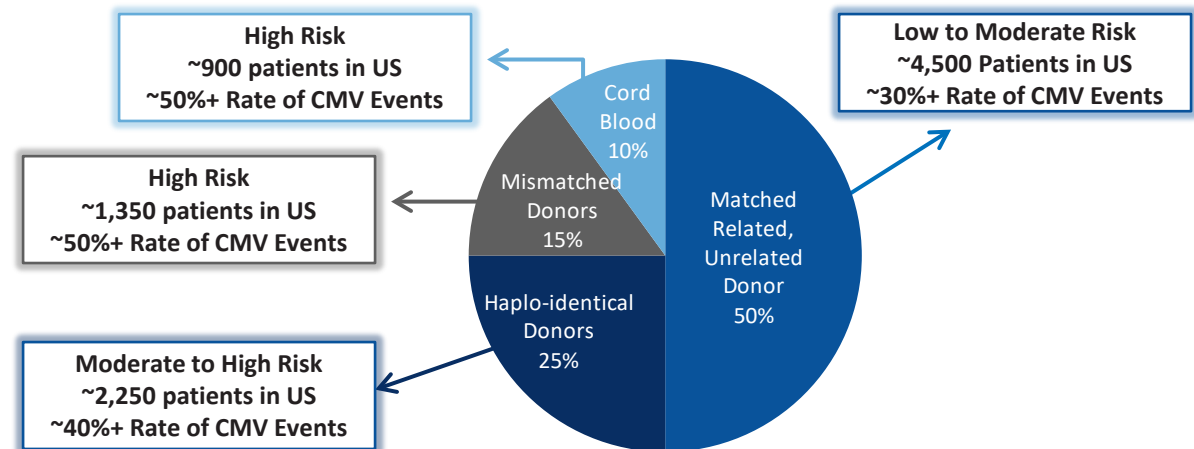 High Risk
~900 patients in US
~50%+ Rate of CMV Events
Low to Moderate Risk
~4,500 Patients in US
~30%+ Rate of CMV Events
High Risk
~1,350 patients in US
~50%+ Rate of CMV Events
Moderate to High Risk
~2,250 patients in US
~40%+ Rate of CMV Events
Cord
Blood
10%
Mismatched
Donors
15%
Haplo-identical
Donors
25%
Matched
Related,
Unrelated
Donor
50%